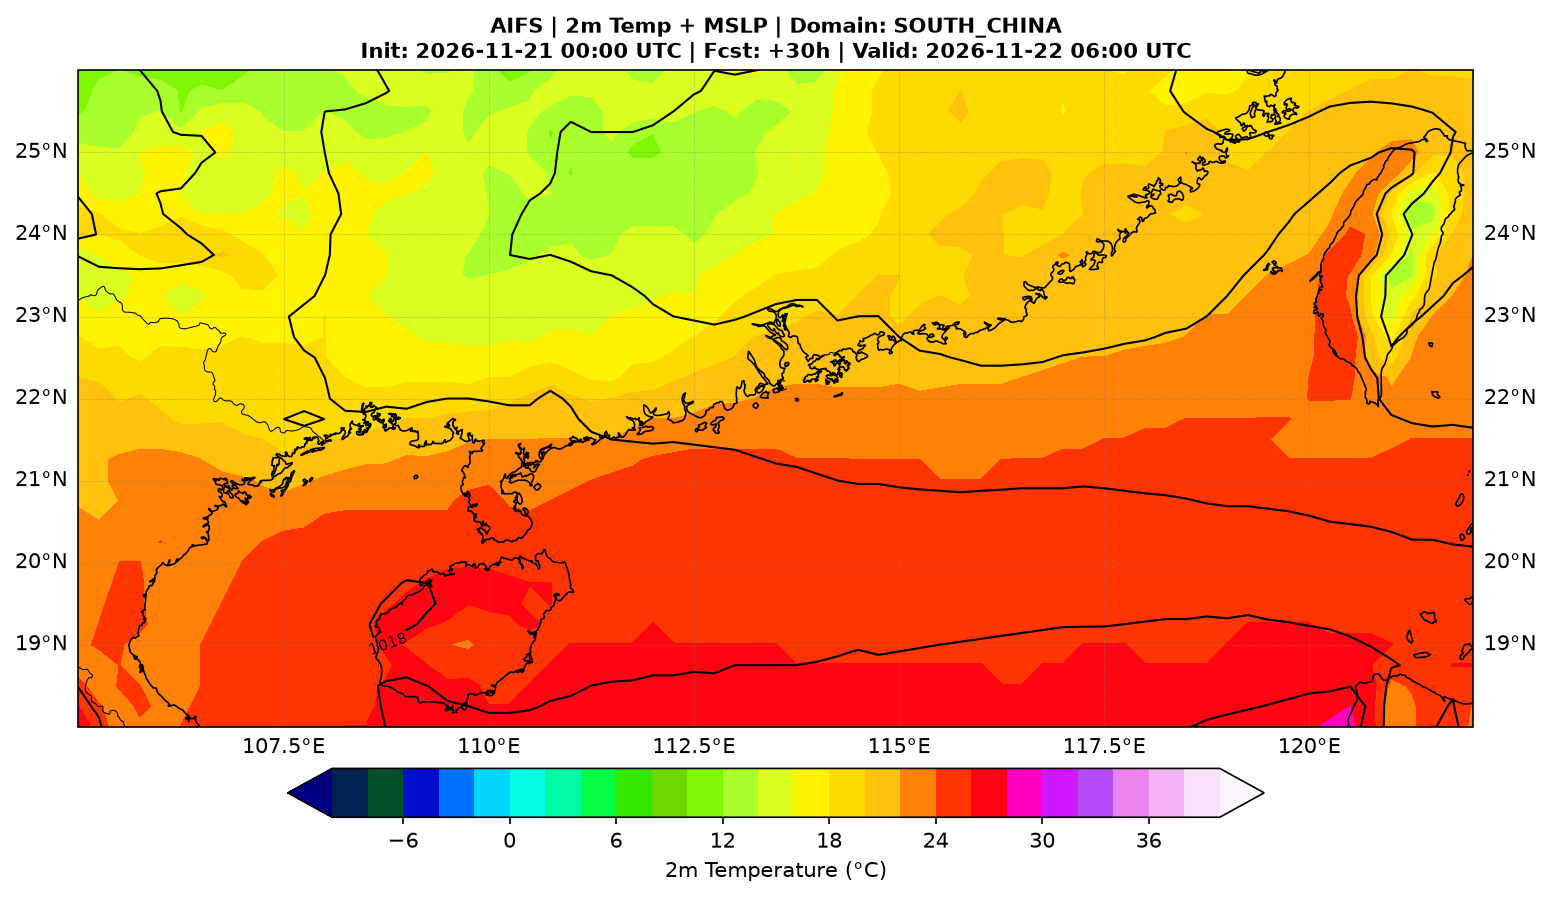 AIFS | 2m Temp + MSLP | Domain: SOUTH_CHINA
Init: 2026-11-21 00:00 UTC | Fcst: +30h | Valid: 2026-11-22 06:00 UTC
25°N 25°N
24°N 24°N
23°N 23°N
22°N 22°N
21°N 21°N
20°N 20°N
1018
19°N 19°N
107.5°E 110°E 112.5°E 115°E 117.5°E 120°E
−6 0 6 12 18 24 30 36
2m Temperature (°C)